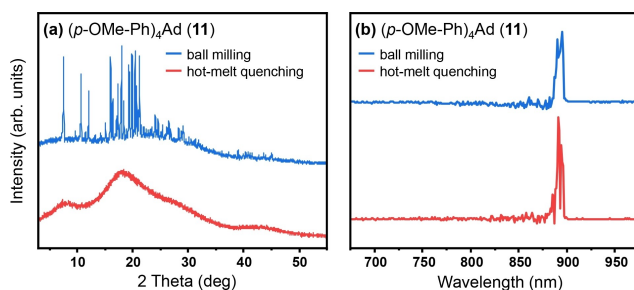 (a) (p-OMe-Ph)₄Ad (11)
ball milling
hot-melt quenching
Intensity (arb. units)
10 20 30 40 50
2 Theta (deg)
(b) (p-OMe-Ph)₄Ad (11)
ball milling
hot-melt quenching
700 750 800 850 900 950
Wavelength (nm)